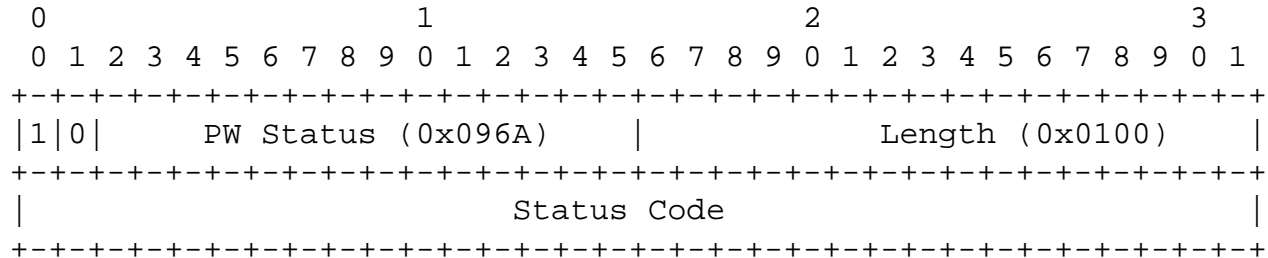 0                   1                   2                   3
 0 1 2 3 4 5 6 7 8 9 0 1 2 3 4 5 6 7 8 9 0 1 2 3 4 5 6 7 8 9 0 1
+-+-+-+-+-+-+-+-+-+-+-+-+-+-+-+-+-+-+-+-+-+-+-+-+-+-+-+-+-+-+-+-+
|1|0|     PW Status (0x096A)    |            Length (0x0100)    |
+-+-+-+-+-+-+-+-+-+-+-+-+-+-+-+-+-+-+-+-+-+-+-+-+-+-+-+-+-+-+-+-+
|                         Status Code                           |
+-+-+-+-+-+-+-+-+-+-+-+-+-+-+-+-+-+-+-+-+-+-+-+-+-+-+-+-+-+-+-+-+